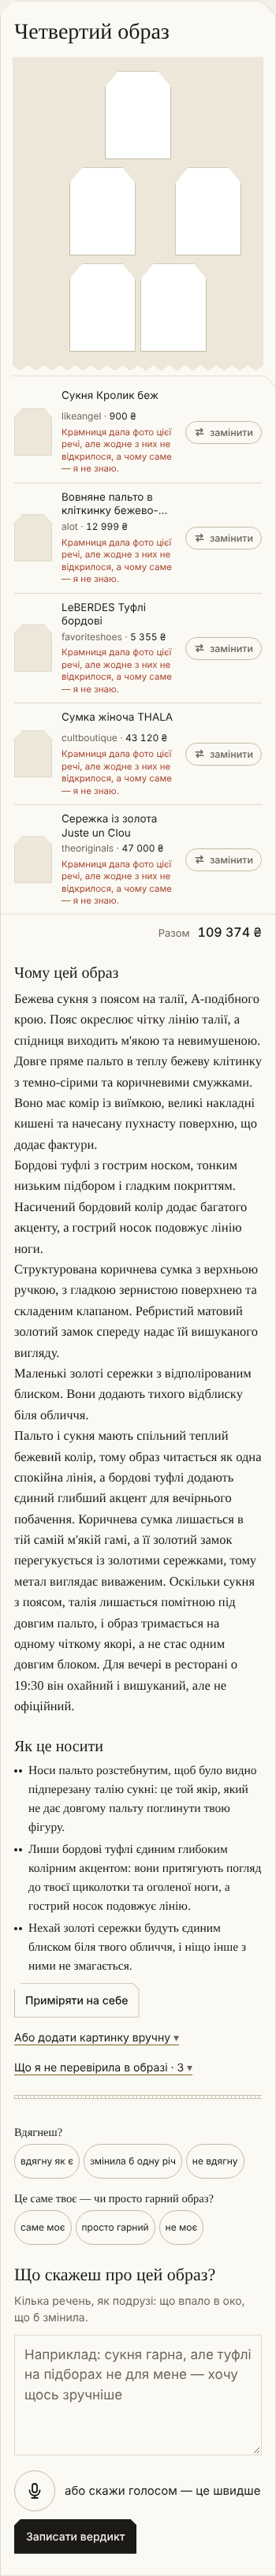 Четвертий образ
Сукня Кролик беж
likeangel · 900 ₴
Крамниця дала фото цієї
речі, але жодне з них не
відкрилося, а чому саме
— я не знаю.
⇄ замінити
Вовняне пальто в
кліткинку бежево-...
alot · 12 999 ₴
Крамниця дала фото цієї
речі, але жодне з них не
відкрилося, а чому саме
— я не знаю.
⇄ замінити
LeBERDES Туфлі
бордові
favoriteshoes · 5 355 ₴
Крамниця дала фото цієї
речі, але жодне з них не
відкрилося, а чому саме
— я не знаю.
⇄ замінити
Сумка жіноча THALA
cultboutique · 43 120 ₴
Крамниця дала фото цієї
речі, але жодне з них не
відкрилося, а чому саме
— я не знаю.
⇄ замінити
Сережка із золота
Juste un Clou
theoriginals · 47 000 ₴
Крамниця дала фото цієї
речі, але жодне з них не
відкрилося, а чому саме
— я не знаю.
⇄ замінити
Разом 109 374 ₴
Чому цей образ
Бежева сукня з поясом на талії, А-подібного
крою. Пояс окреслює чітку лінію талії, а
спідниця виходить м'якою та невимушеною.
Довге пряме пальто в теплу бежеву клітинку
з темно-сірими та коричневими смужками.
Воно має комір із виїмкою, великі накладні
кишені та начесану пухнасту поверхню, що
додає фактури.
Бордові туфлі з гострим носком, тонким
низьким підбором і гладким покриттям.
Насичений бордовий колір додає багатого
акценту, а гострий носок подовжує лінію
ноги.
Структурована коричнева сумка з верхньою
ручкою, з гладкою зернистою поверхнею та
складеним клапаном. Ребристий матовий
золотий замок спереду надає їй вишуканого
вигляду.
Маленькі золоті сережки з відполірованим
блиском. Вони додають тихого відблиску
біля обличчя.
Пальто і сукня мають спільний теплий
бежевий колір, тому образ читається як одна
спокійна лінія, а бордові туфлі додають
єдиний глибший акцент для вечірнього
побачення. Коричнева сумка лишається в
тій самій м'якій гамі, а її золотий замок
перегукується із золотими сережками, тому
метал виглядає виваженим. Оскільки сукня
з поясом, талія лишається помітною під
довгим пальто, і образ тримається на
одному чіткому якорі, а не стає одним
довгим блоком. Для вечері в ресторані о
19:30 він охайний і вишуканий, але не
офіційний.
Як це носити
Носи пальто розстебнутим, щоб було видно
підперезану талію сукні: це той якір, який
не дає довгому пальту поглинути твою
фігуру.
Лиши бордові туфлі єдиним глибоким
колірним акцентом: вони притягують погляд
до твоєї щиколотки та оголеної ноги, а
гострий носок подовжує лінію.
Нехай золоті сережки будуть єдиним
блиском біля твого обличчя, і ніщо інше з
ними не змагається.
Приміряти на себе
Або додати картинку вручну ▾
Що я не перевірила в образі · 3 ▾
Вдягнеш?
вдягну як є
змінила б одну річ
не вдягну
Це саме твоє — чи просто гарний образ?
саме моє
просто гарний
не моє
Що скажеш про цей образ?
Кілька речень, як подрузі: що впало в око,
що б змінила.
Наприклад: сукня гарна, але туфлі
на підборах не для мене — хочу
щось зручніше
або скажи голосом — це швидше
Записати вердикт